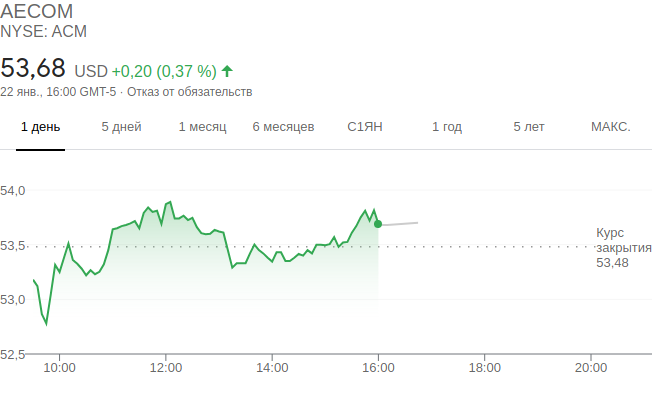 AECOM
NYSE: ACM
53,68 USD +0,20 (0,37 %)
22 янв., 16:00 GMT-5 · Отказ от обязательств
1 день 5 дней 1 месяц 6 месяцев С1ЯН 1 год 5 лет МАКС.
54,0
53,5
Курс
закрытия
53,48
53,0
52,5
10:00 12:00 14:00 16:00 18:00 20:00